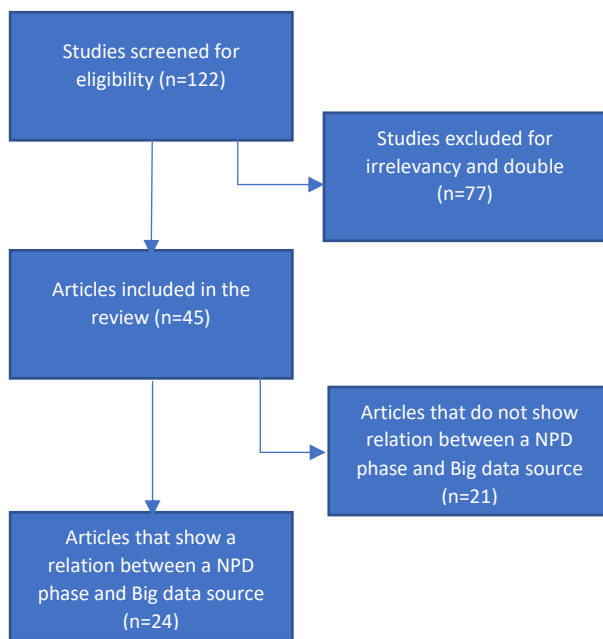 Studies screened for
eligibility (n=122)
Studies excluded for
irrelevancy and double
(n=77)
Articles included in the
review (n=45)
Articles that do not show
relation between a NPD
phase and Big data source
(n=21)
Articles that show a
relation between a NPD
phase and Big data source
(n=24)